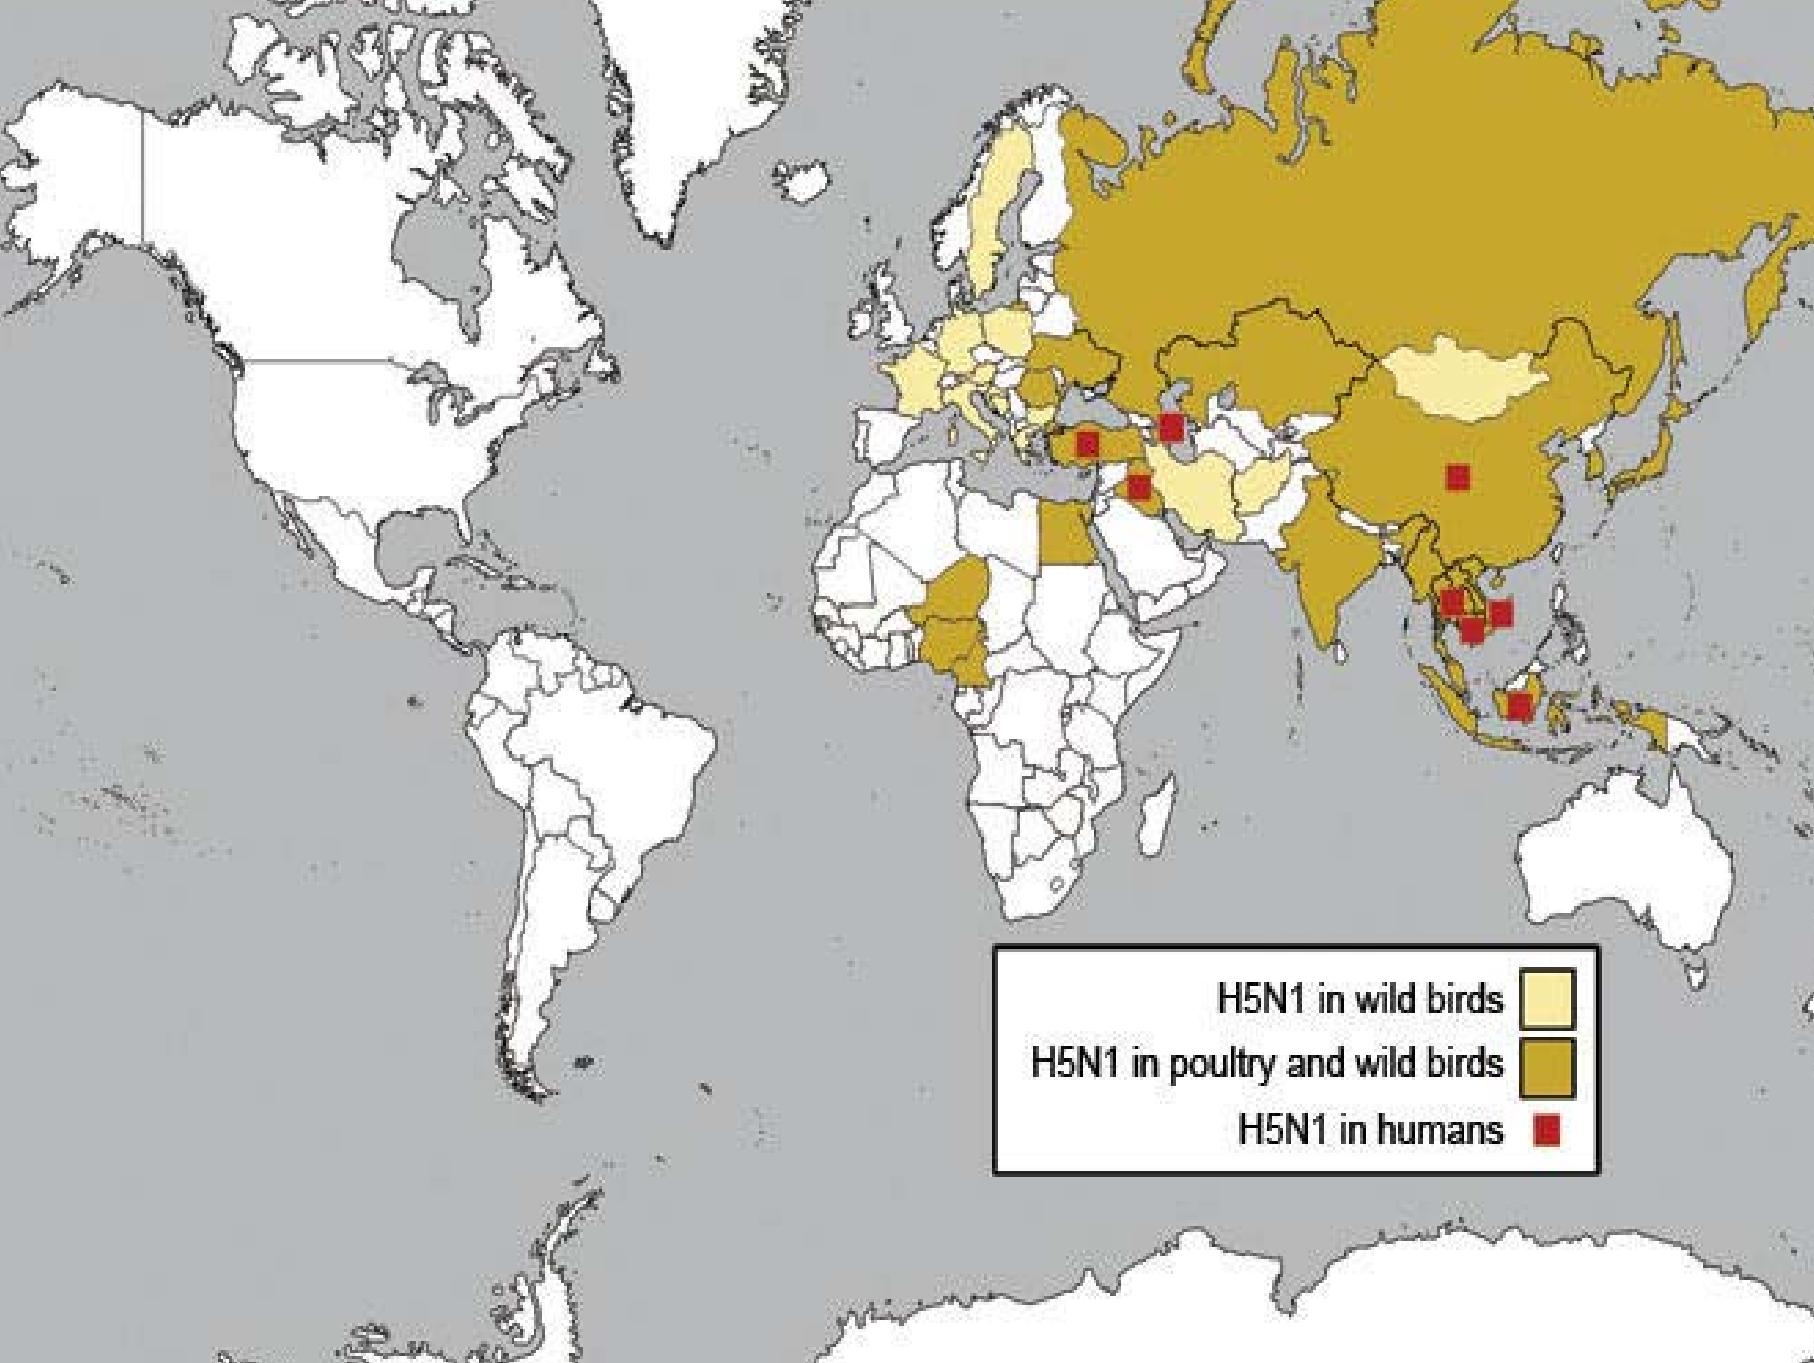 H5N1 in wild birds
H5N1 in poultry and wild birds
H5N1 in humans